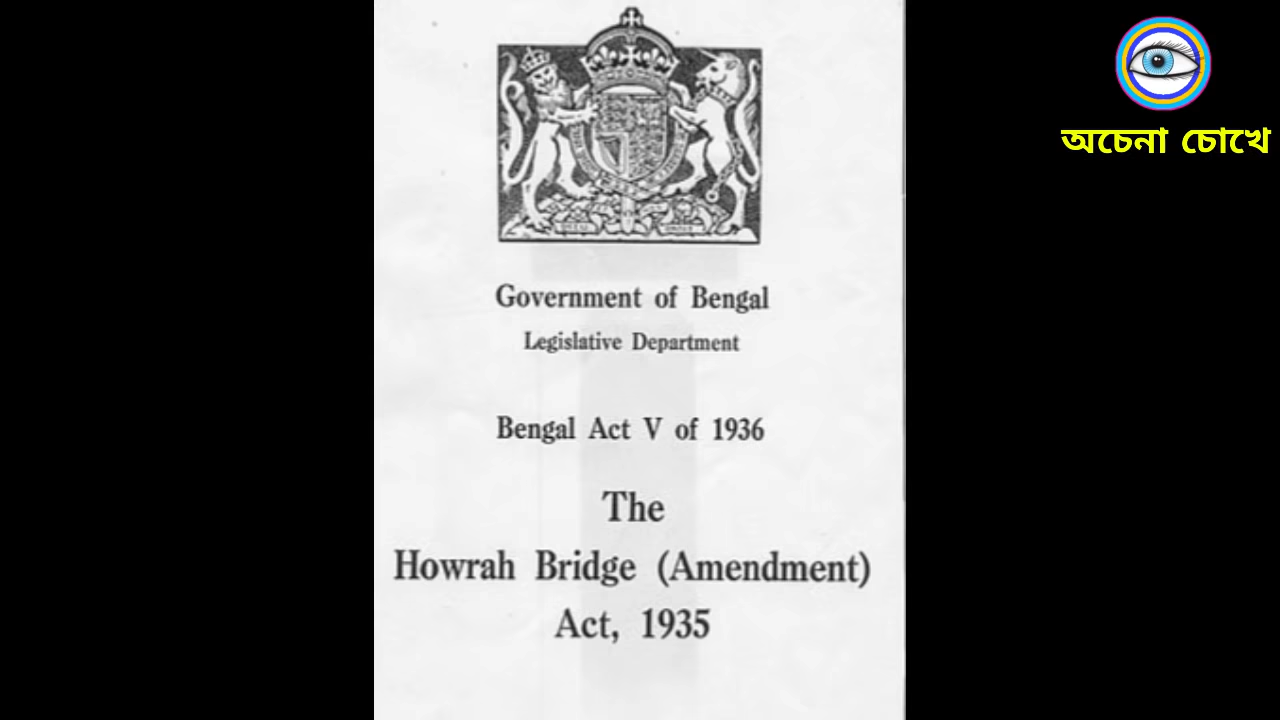 Government of Bengal
Legislative Department
Bengal Act V of 1936
The
Howrah Bridge (Amendment)
Act, 1935
অচেনা চোখে